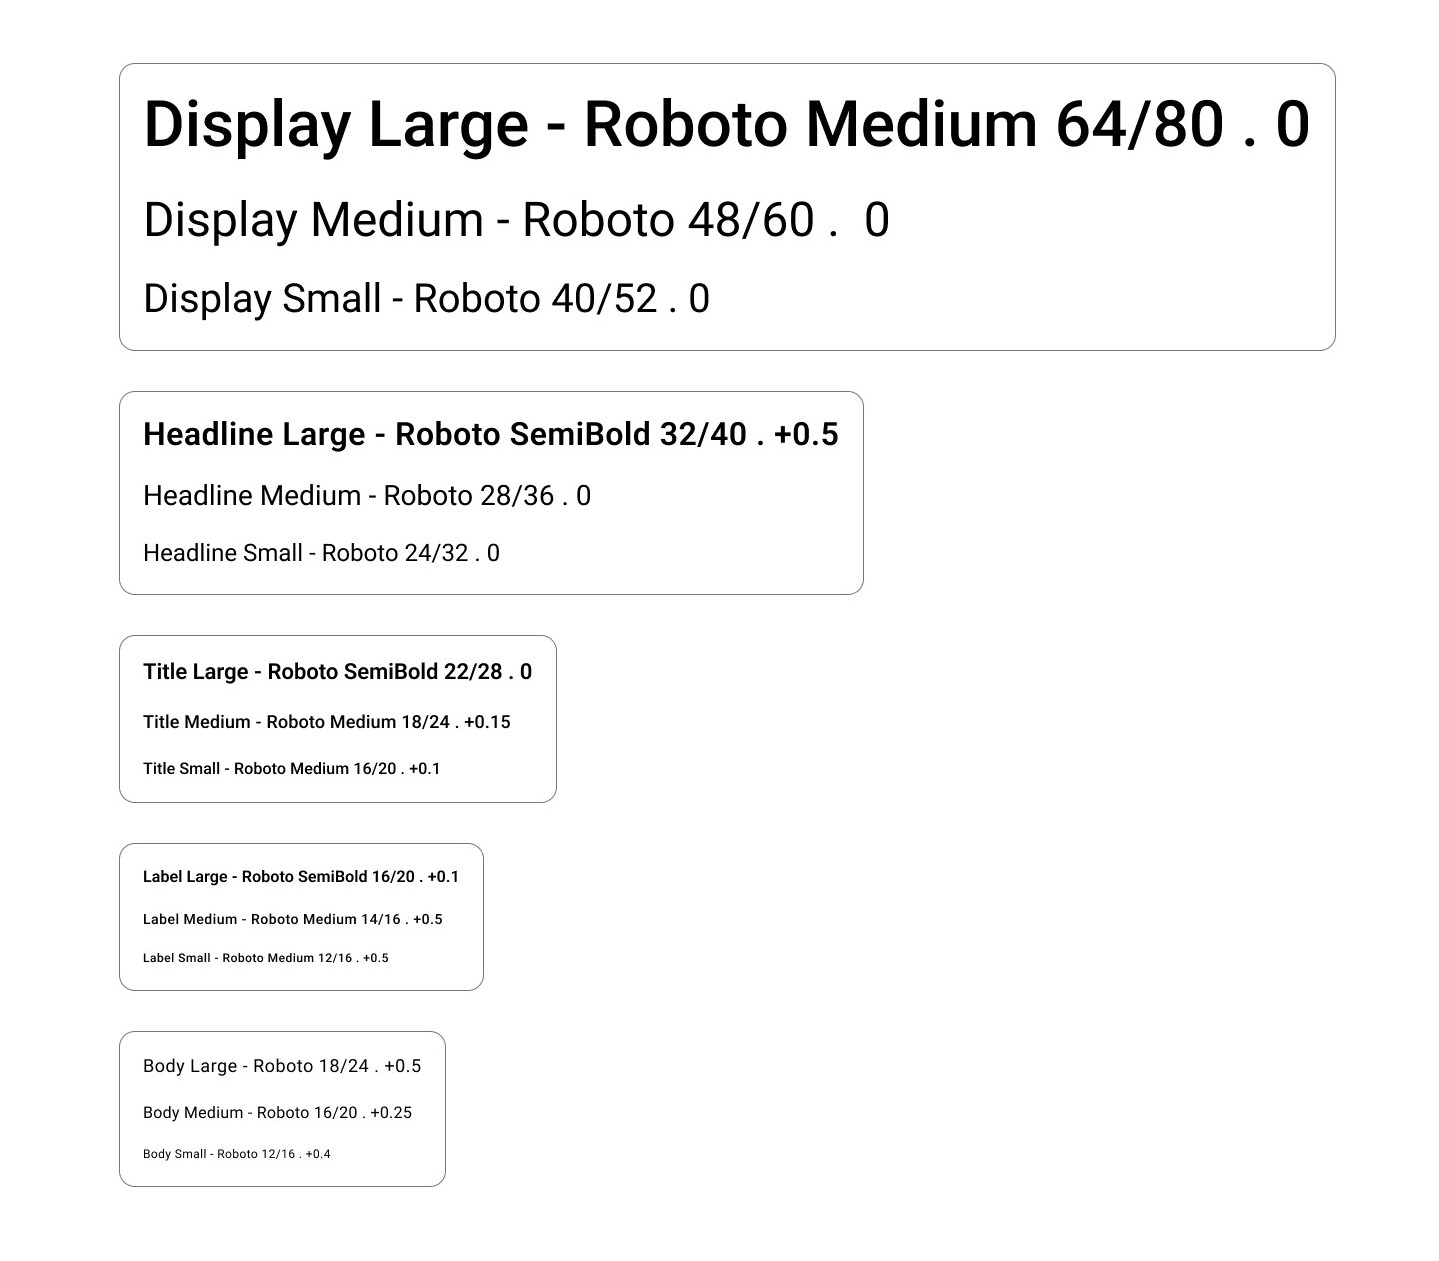 Display Large - Roboto Medium 64/80 . 0
Display Medium - Roboto 48/60 .  0
Display Small - Roboto 40/52 . 0
Headline Large - Roboto SemiBold 32/40 . +0.5
Headline Medium - Roboto 28/36 . 0
Headline Small - Roboto 24/32 . 0
Title Large - Roboto SemiBold 22/28 . 0
Title Medium - Roboto Medium 18/24 . +0.15
Title Small - Roboto Medium 16/20 . +0.1
Label Large - Roboto SemiBold 16/20 . +0.1
Label Medium - Roboto Medium 14/16 . +0.5
Label Small - Roboto Medium 12/16 . +0.5
Body Large - Roboto 18/24 . +0.5
Body Medium - Roboto 16/20 . +0.25
Body Small - Roboto 12/16 . +0.4